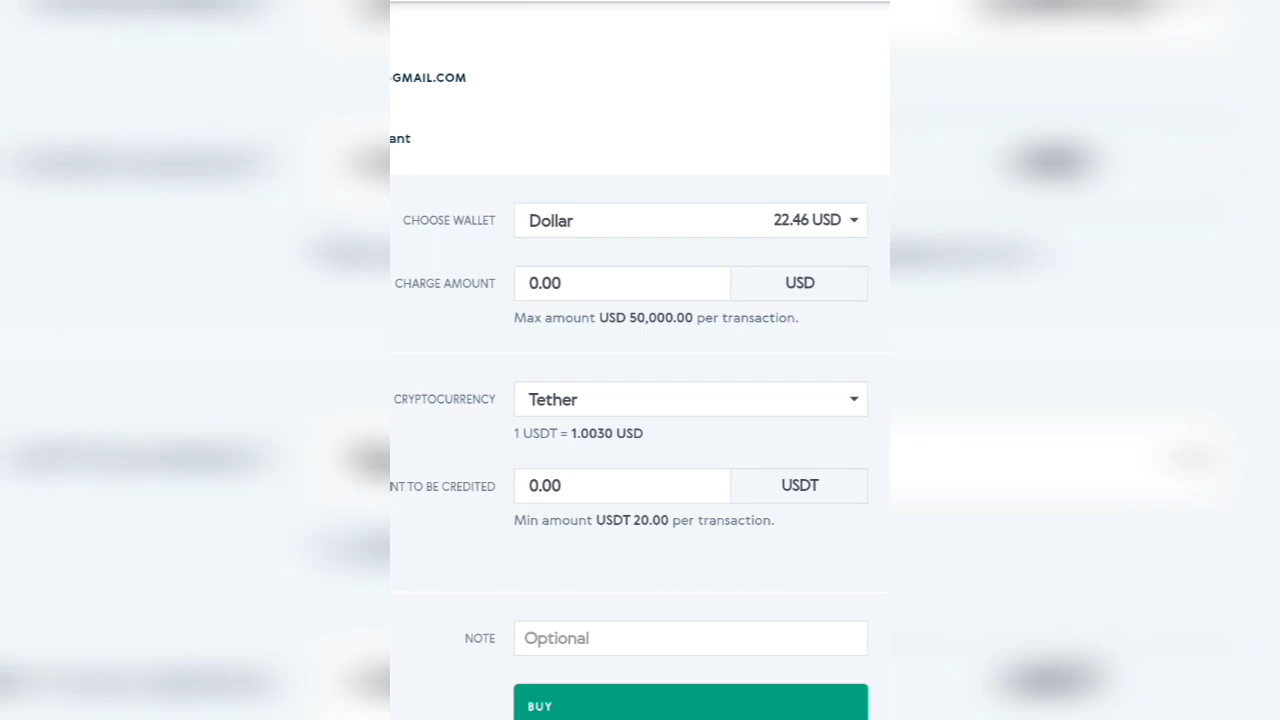 GMAIL.COM
ant
CHOOSE WALLET Dollar 22.46 USD
CHARGE AMOUNT 0.00 USD
Max amount USD 50,000.00 per transaction.
CRYPTOCURRENCY Tether
1 USDT = 1.0030 USD
NT TO BE CREDITED 0.00 USDT
Min amount USDT 20.00 per transaction.
NOTE Optional
BUY